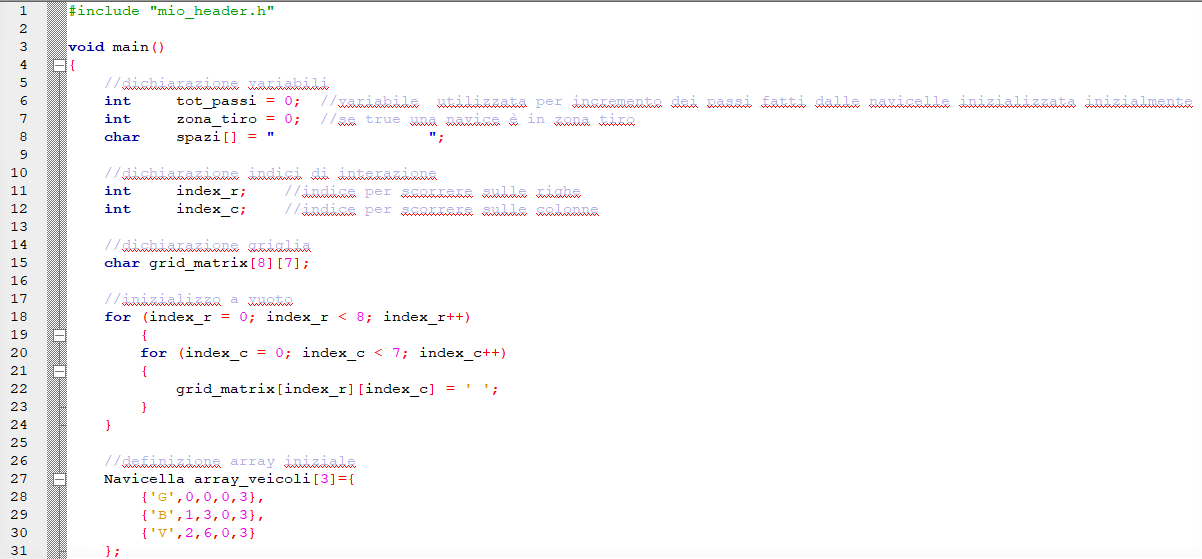 1 #include "mio_header.h"
2
3 void main()
4 {
5 //dichiarazione variabili
6 int tot_passi = 0; //variabile utilizzata per incremento dei passi fatti dalle navicelle inizializzata inizialmente
7 int zona_tiro = 0; //se true una navice è in zona tiro
8 char spazi[] = "                 ";
9
10 //dichiarazione indici di interazione
11 int index_r; //indice per scorrere sulle righe
12 int index_c; //indice per scorrere sulle colonne
13
14 //dichiarazione griglia
15 char grid_matrix[8][7];
16
17 //inizializzo a vuoto
18 for (index_r = 0; index_r < 8; index_r++)
19 {
20 for (index_c = 0; index_c < 7; index_c++)
21 {
22 grid_matrix[index_r][index_c] = ' ';
23 }
24 }
25
26 //definizione array iniziale
27 Navicella array_veicoli[3]={
28 {'G',0,0,0,3},
29 {'B',1,3,0,3},
30 {'V',2,6,0,3}
31 };